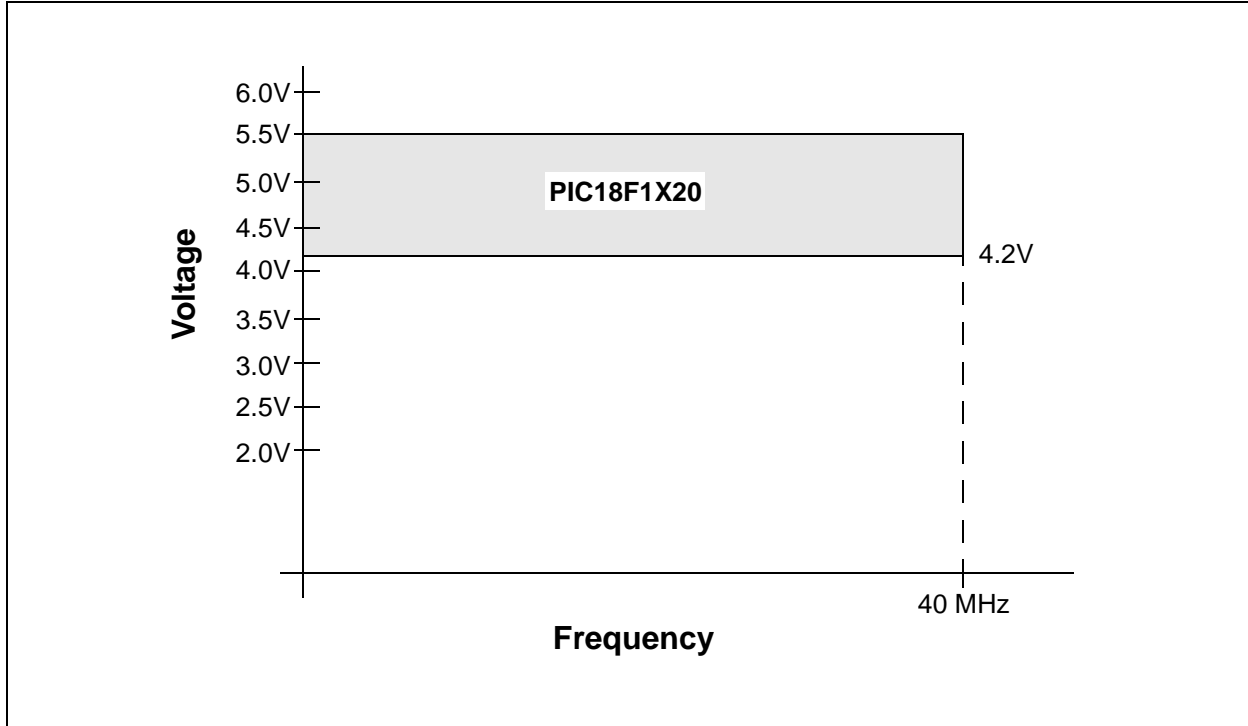 6.0V
5.5V
5.0V
4.5V
4.0V
3.5V
3.0V
2.5V
2.0V
Voltage
PIC18F1X20
4.2V
40 MHz
Frequency